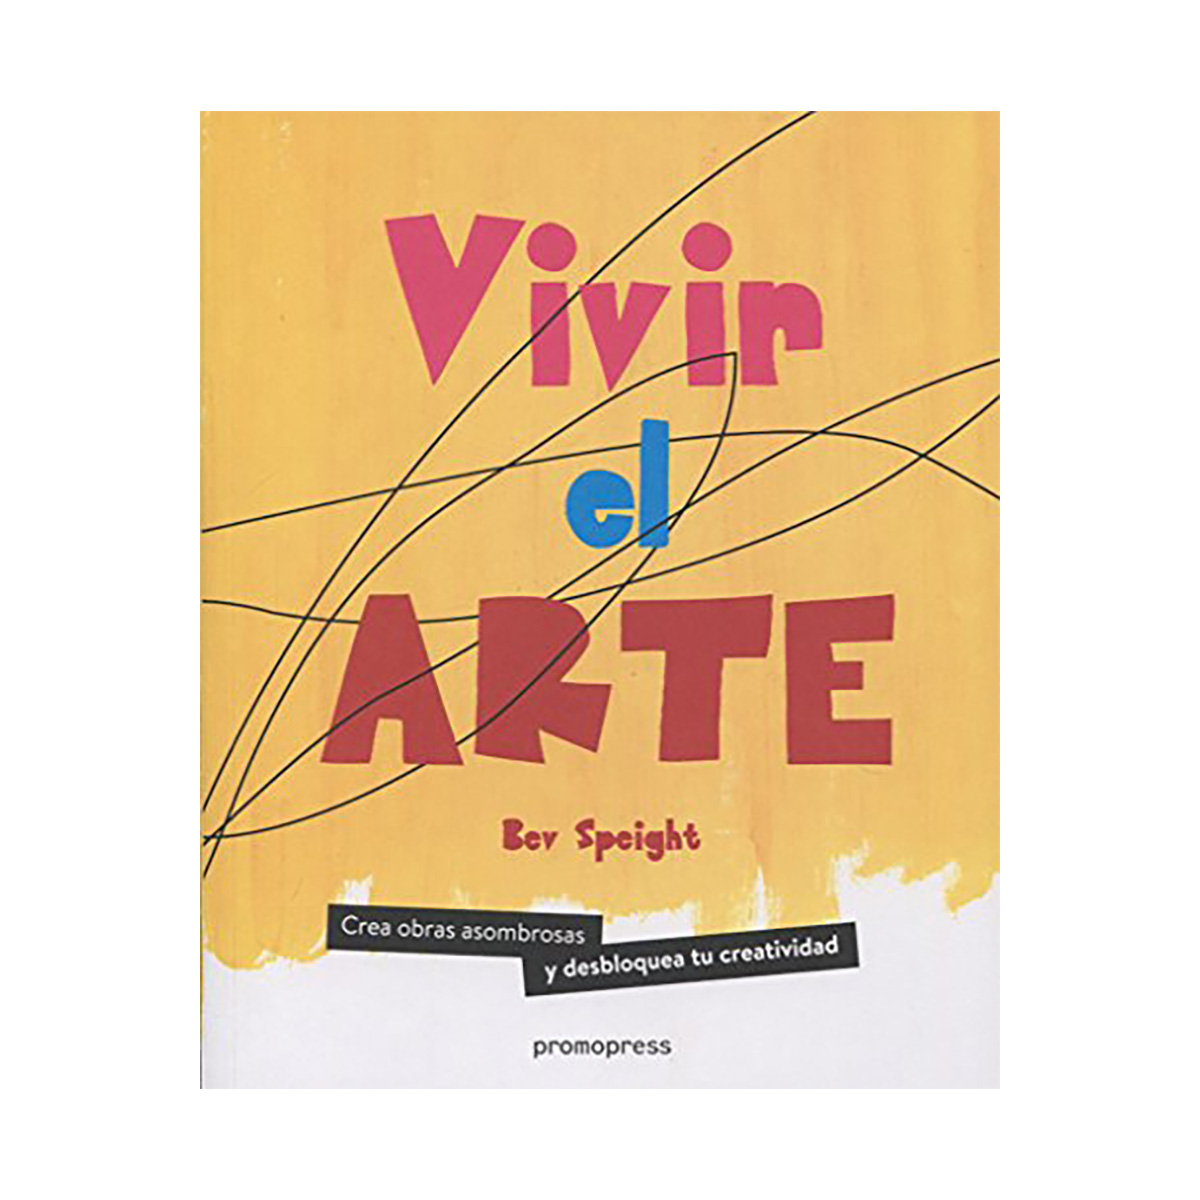 Vivir
el
ARTE
Bev Speight
Crea obras asombrosas
y desbloquea tu creatividad
promopress